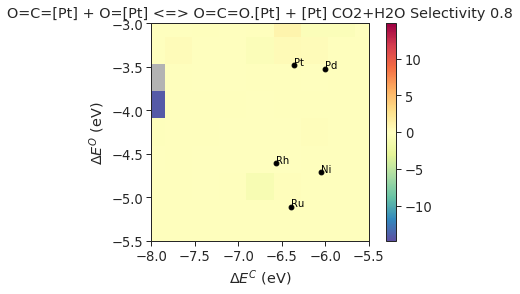 O=C=[Pt] + O=[Pt] <=> O=C=O.[Pt] + [Pt] CO2+H2O Selectivity 0.8
−3.0
−3.5
−4.0
−4.5
−5.0
−5.5
ΔE^O (eV)
Pt
Pd
Rh
Ni
Ru
−8.0 −7.5 −7.0 −6.5 −6.0 −5.5
ΔE^C (eV)
10
5
0
−5
−10